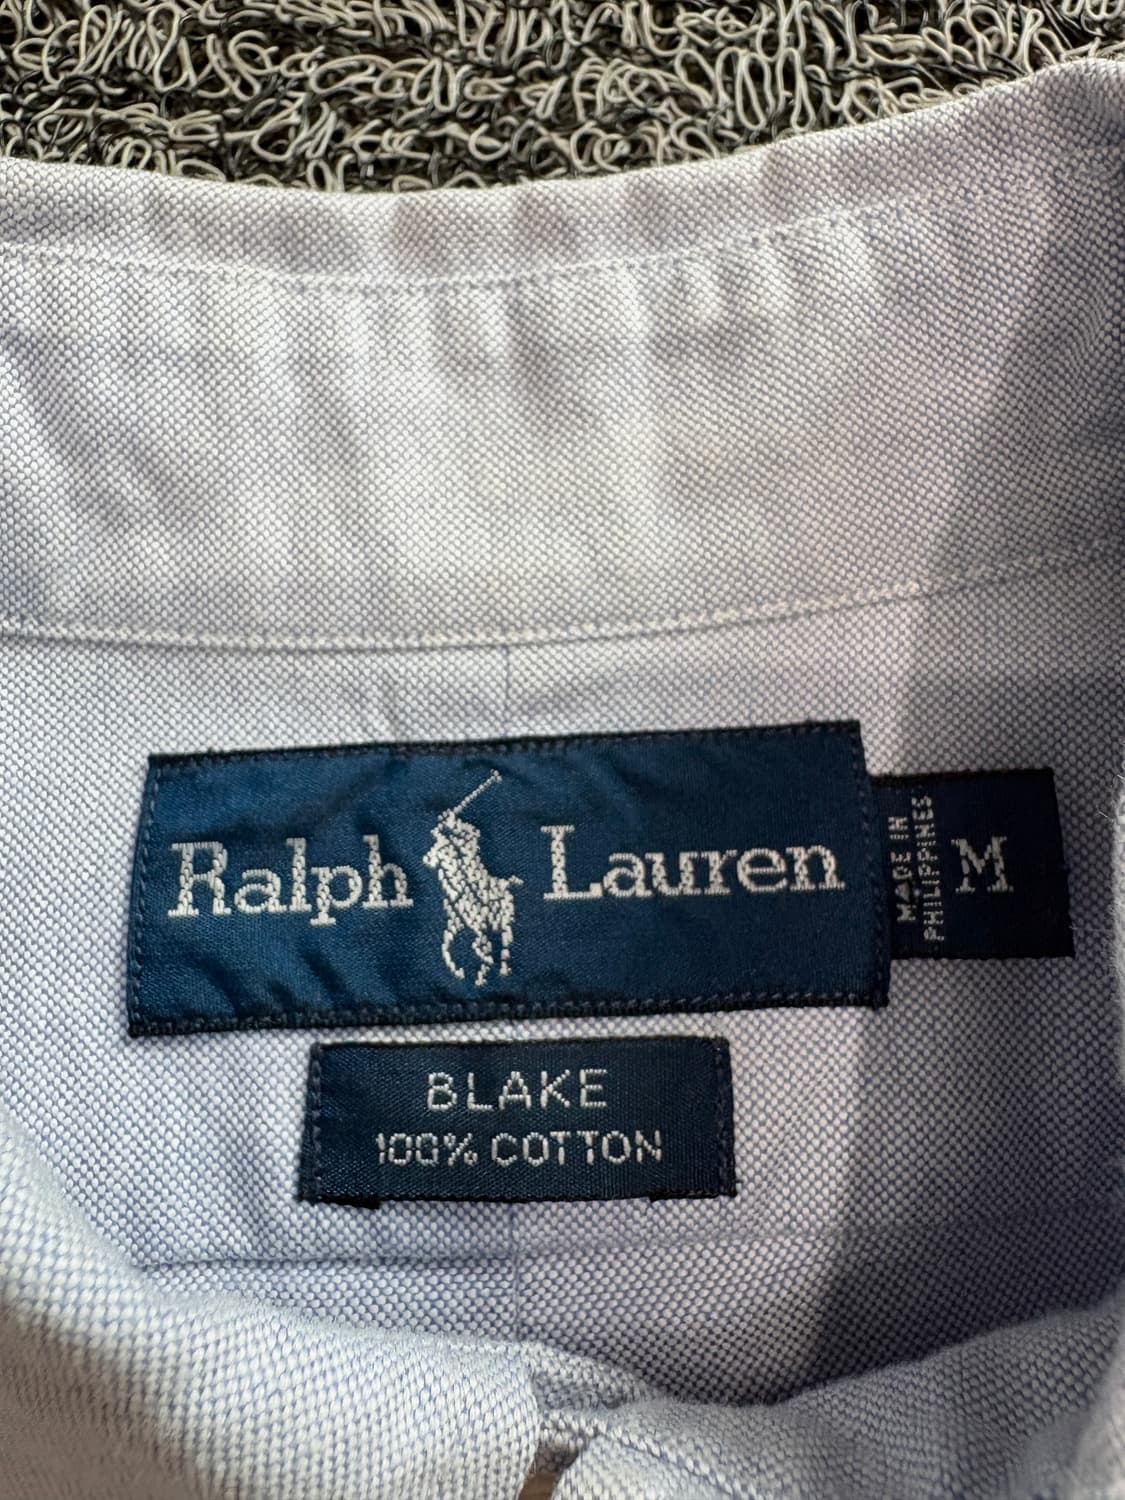 Ralph Lauren
MADE IN
PHILIPPINES
M
BLAKE
100% COTTON